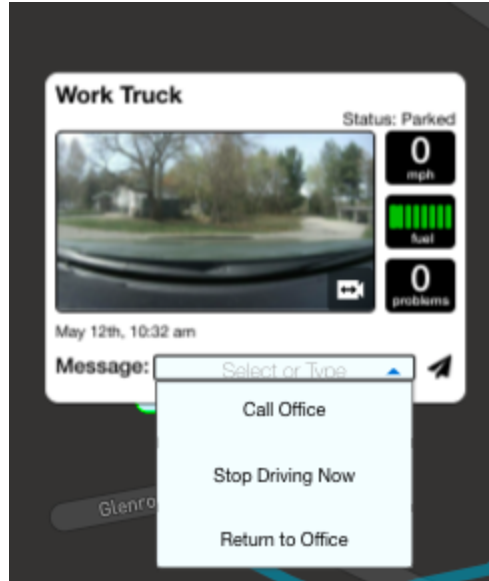 Work Truck
Status: Parked
0
mph
fuel
0
problems
May 12th, 10:32 am
Message: Select or Type
Call Office
Stop Driving Now
Return to Office
Glenro